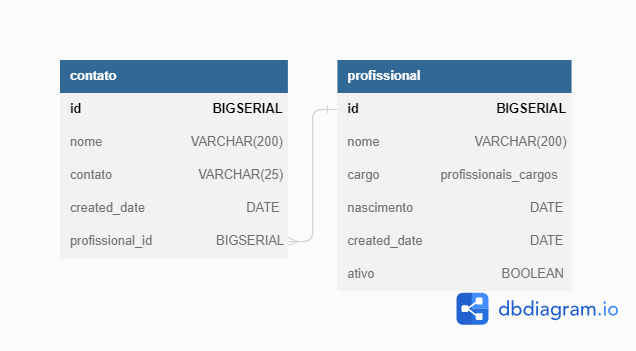 contato
id BIGSERIAL
nome VARCHAR(200)
contato VARCHAR(25)
created_date DATE
profissional_id BIGSERIAL
profissional
id BIGSERIAL
nome VARCHAR(200)
cargo profissionais_cargos
nascimento DATE
created_date DATE
ativo BOOLEAN
dbdiagram.io